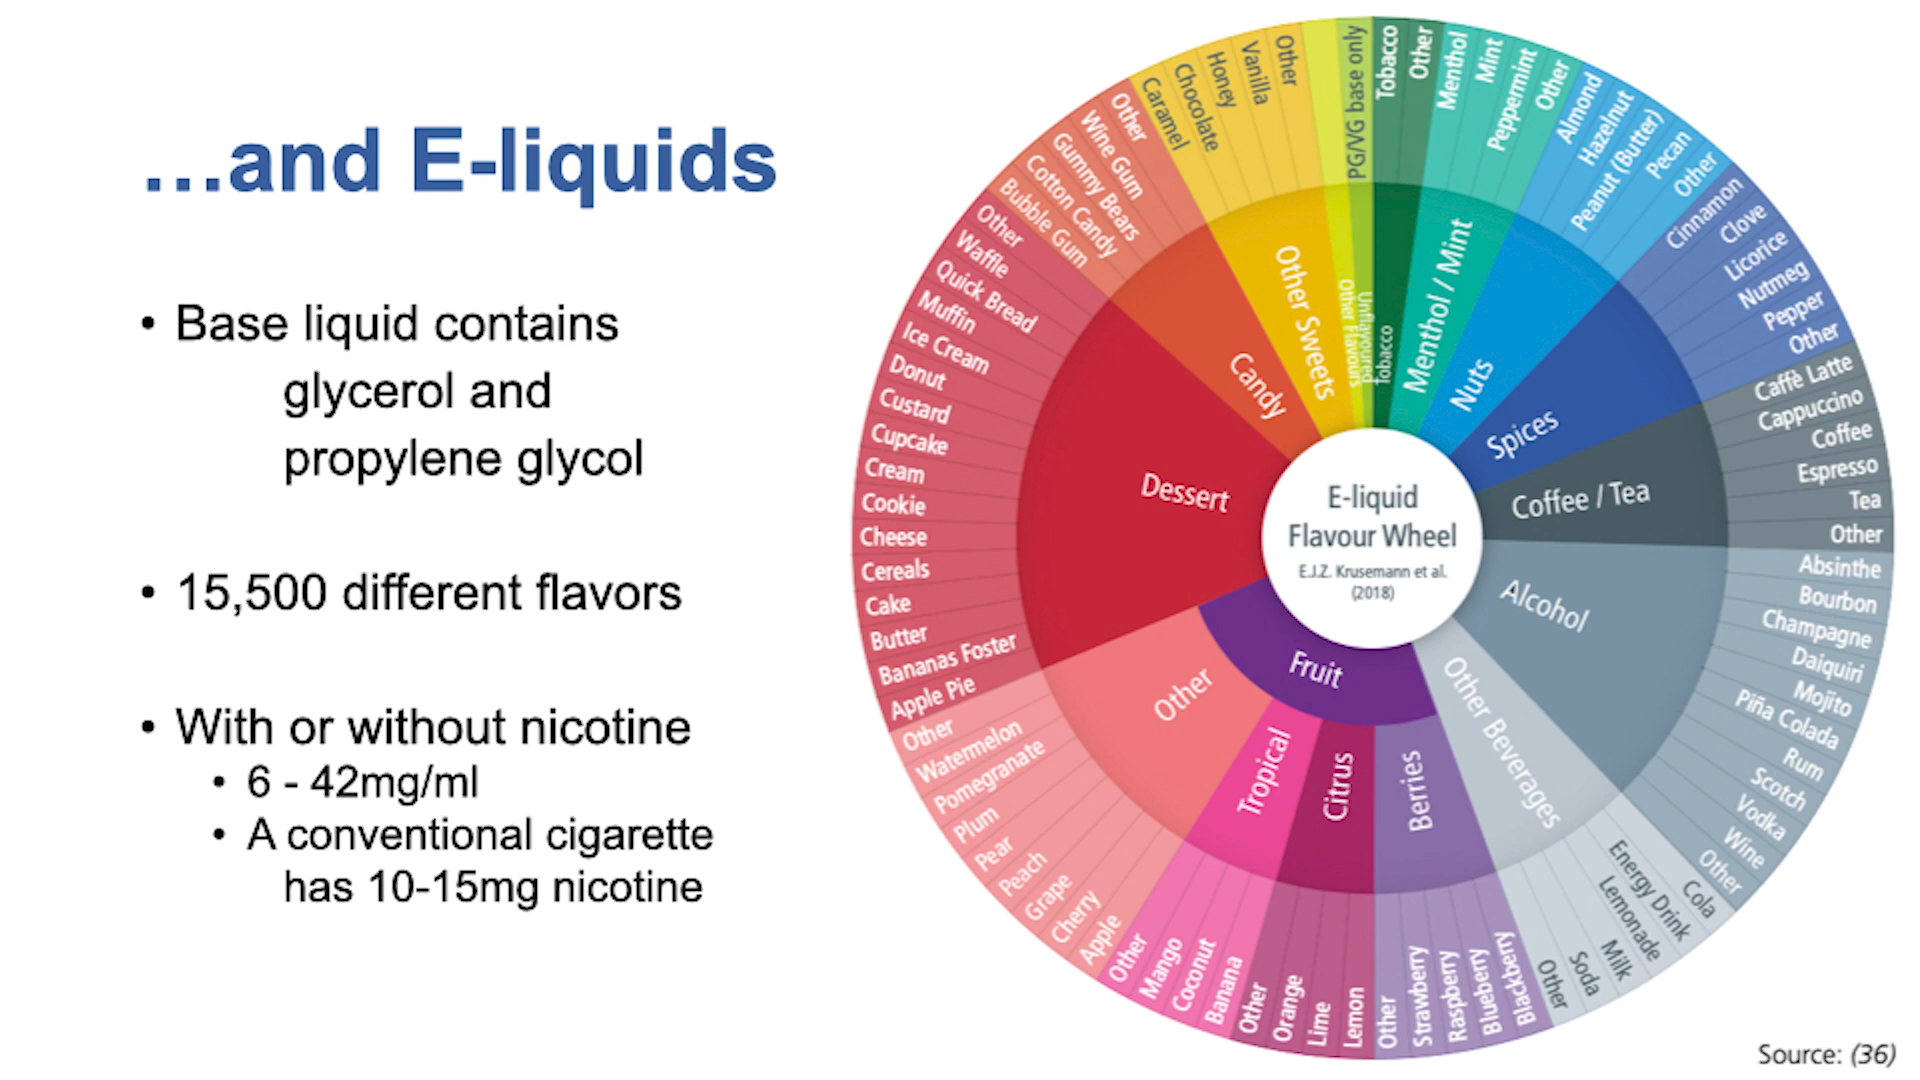 …and E-liquids
• Base liquid contains
glycerol and
propylene glycol
• 15,500 different flavors
• With or without nicotine
• 6 - 42mg/ml
• A conventional cigarette
has 10-15mg nicotine
E-liquid
Flavour Wheel
E.J.Z. Krusemann et al.
(2018)
Tobacco
Tobacco
Other
Menthol / Mint
Menthol
Mint
Peppermint
Other
Nuts
Almond
Hazelnut
Peanut (Butter)
Pecan
Other
Spices
Cinnamon
Clove
Licorice
Nutmeg
Pepper
Other
Coffee / Tea
Caffè Latte
Cappuccino
Coffee
Espresso
Tea
Other
Alcohol
Absinthe
Bourbon
Champagne
Daiquiri
Mojito
Piña Colada
Rum
Scotch
Vodka
Wine
Other
Other Beverages
Cola
Energy Drink
Lemonade
Milk
Soda
Other
Fruit
Berries
Blackberry
Blueberry
Raspberry
Strawberry
Other
Citrus
Lemon
Lime
Orange
Other
Tropical
Banana
Coconut
Mango
Other
Other
Apple
Cherry
Grape
Peach
Pear
Plum
Pomegranate
Watermelon
Other
Dessert
Apple Pie
Bananas Foster
Butter
Cake
Cereals
Cheese
Cookie
Cream
Cupcake
Custard
Donut
Ice Cream
Muffin
Quick Bread
Waffle
Other
Candy
Bubble Gum
Cotton Candy
Gummy Bears
Wine Gum
Other
Other Sweets
Caramel
Chocolate
Honey
Vanilla
Other
Other Flavours
Unflavoured
PG/VG base only
Source: (36)